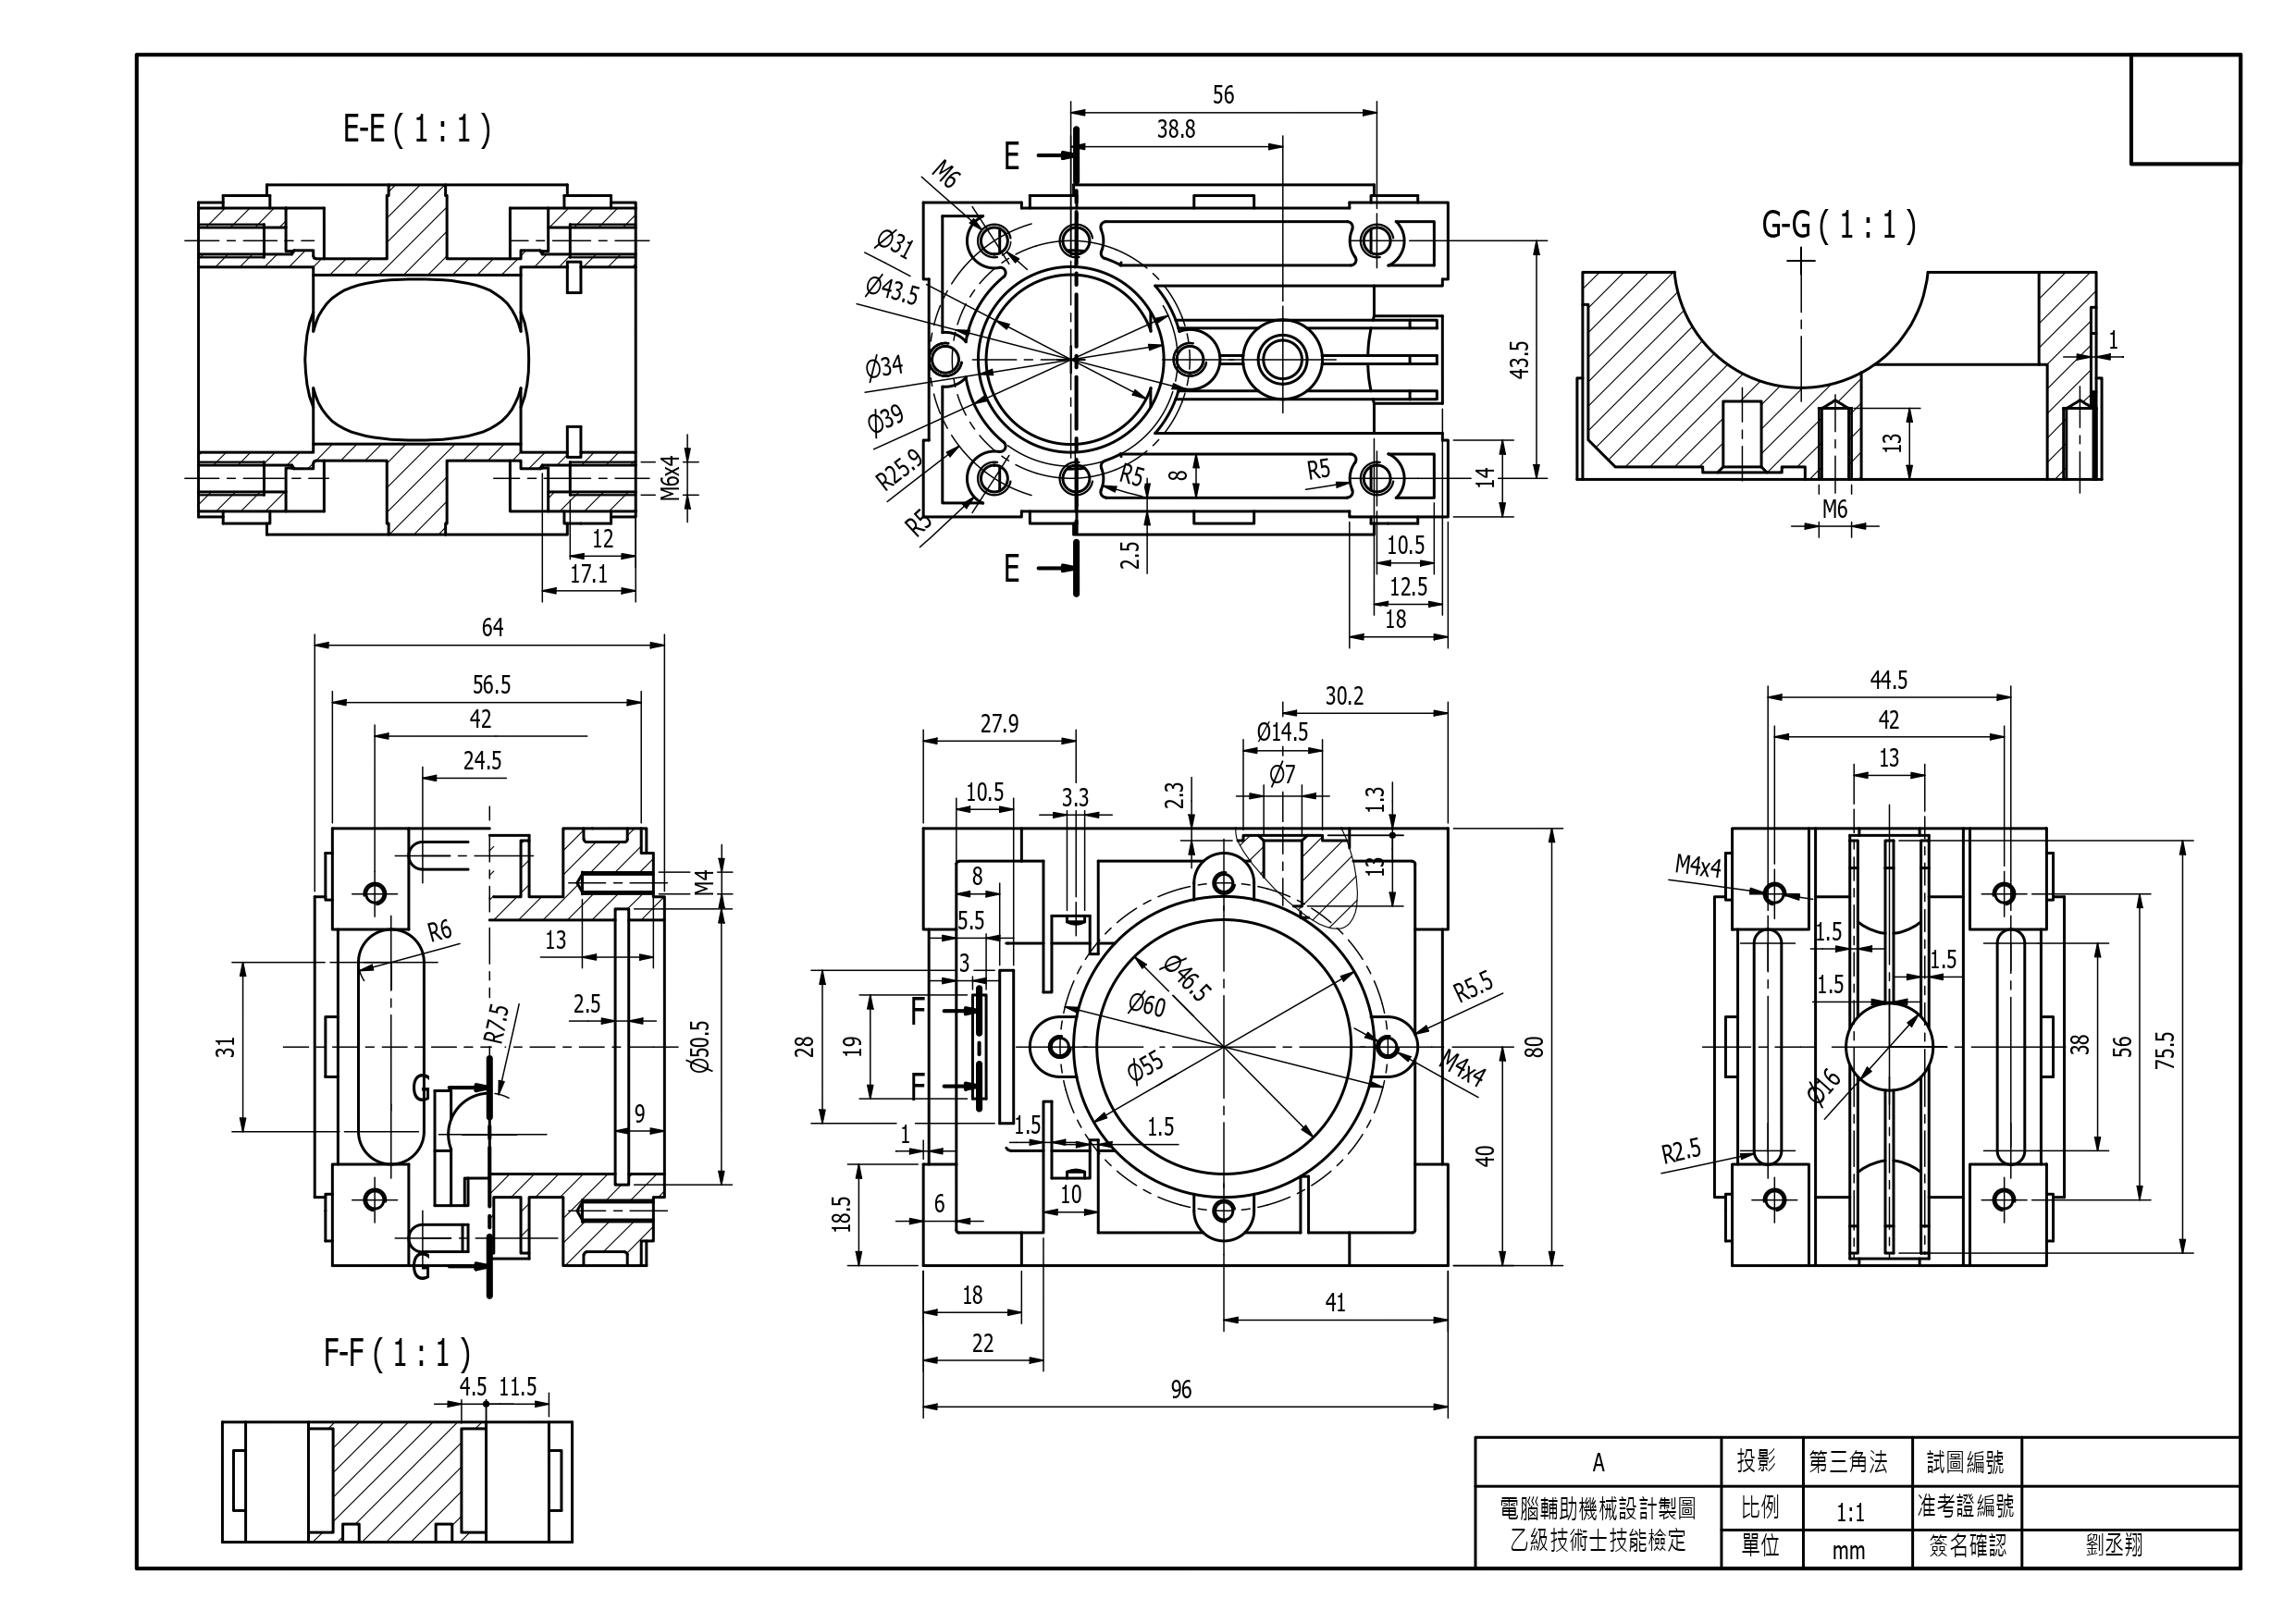 E-E ( 1 : 1 )
M6x4
12
17.1
56
38.8
E
M6
Ø31
Ø43.5
Ø34
Ø39
R25.9
R5
R5
8
R5
2.5
E
43.5
14
10.5
12.5
18
G-G ( 1 : 1 )
1
13
M6
64
56.5
42
24.5
R6
31
R7.5
13
2.5
M4
Ø50.5
9
G
G
30.2
27.9
Ø14.5
Ø7
10.5
3.3
2.3
1.3
13
8
5.5
3
F
F
28
19
Ø46.5
Ø60
Ø55
R5.5
M4x4
80
40
1
1.5
1.5
10
6
18.5
18
22
41
96
44.5
42
13
M4x4
1.5
1.5
1.5
Ø16
R2.5
38
56
75.5
F-F ( 1 : 1 )
4.5 11.5
A 投影 第三角法 試圖編號
電腦輔助機械設計製圖 比例 1:1 准考證編號
乙級技術士技能檢定 單位 mm 簽名確認 劉丞翔